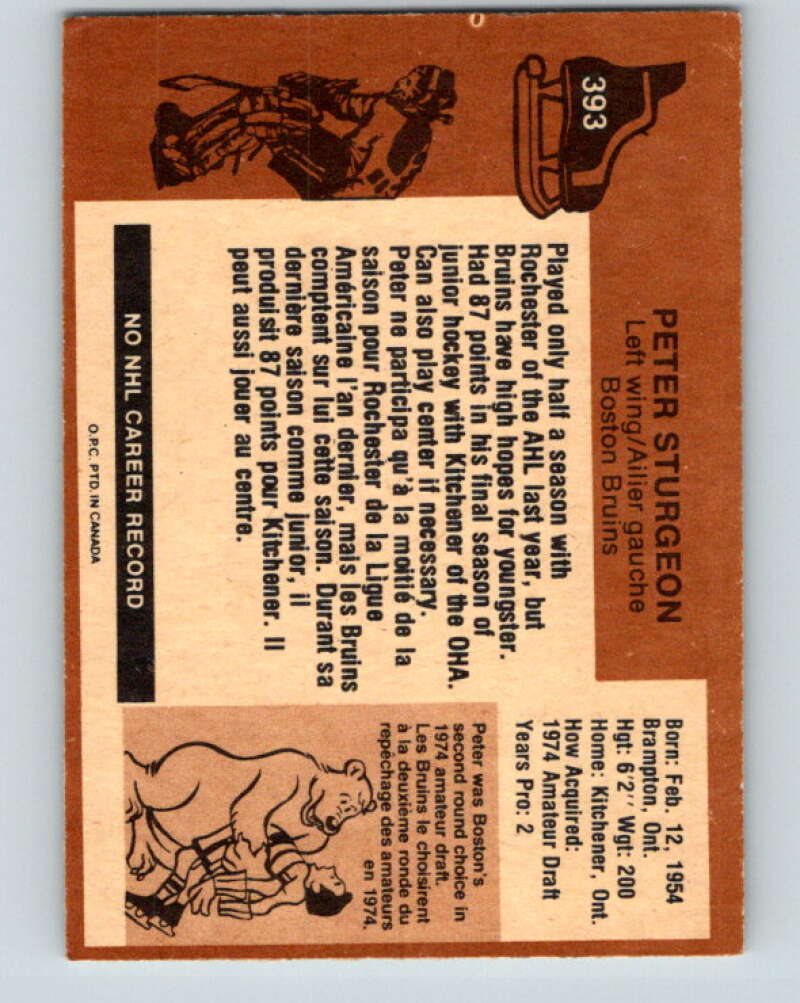 393
PETER STURGEON
Left wing/Ailier gauche
Boston Bruins
Born: Feb. 12, 1954
Brampton, Ont.
Hgt: 6'2'' Wgt: 200
Home: Kitchener, Ont.
How Acquired:
1974 Amateur Draft
Years Pro: 2
Played only half a season with
Rochester of the AHL last year, but
Bruins have high hopes for youngster.
Had 87 points in his final season of
junior hockey with Kitchener of the OHA.
Can also play center if necessary.
Peter ne participa qu'à la moitié de la
saison pour Rochester de la Ligue
Américaine l'an dernier, mais les Bruins
comptent sur lui cette saison. Durant sa
dernière saison comme junior, il
produisit 87 points pour Kitchener. Il
peut aussi jouer au centre.
Peter was Boston's
second round choice in
1974 amateur draft.
Les Bruins le choisirent
à la deuxième ronde du
repéchage des amateurs
en 1974.
NO NHL CAREER RECORD
O.P.C. PTD. IN CANADA